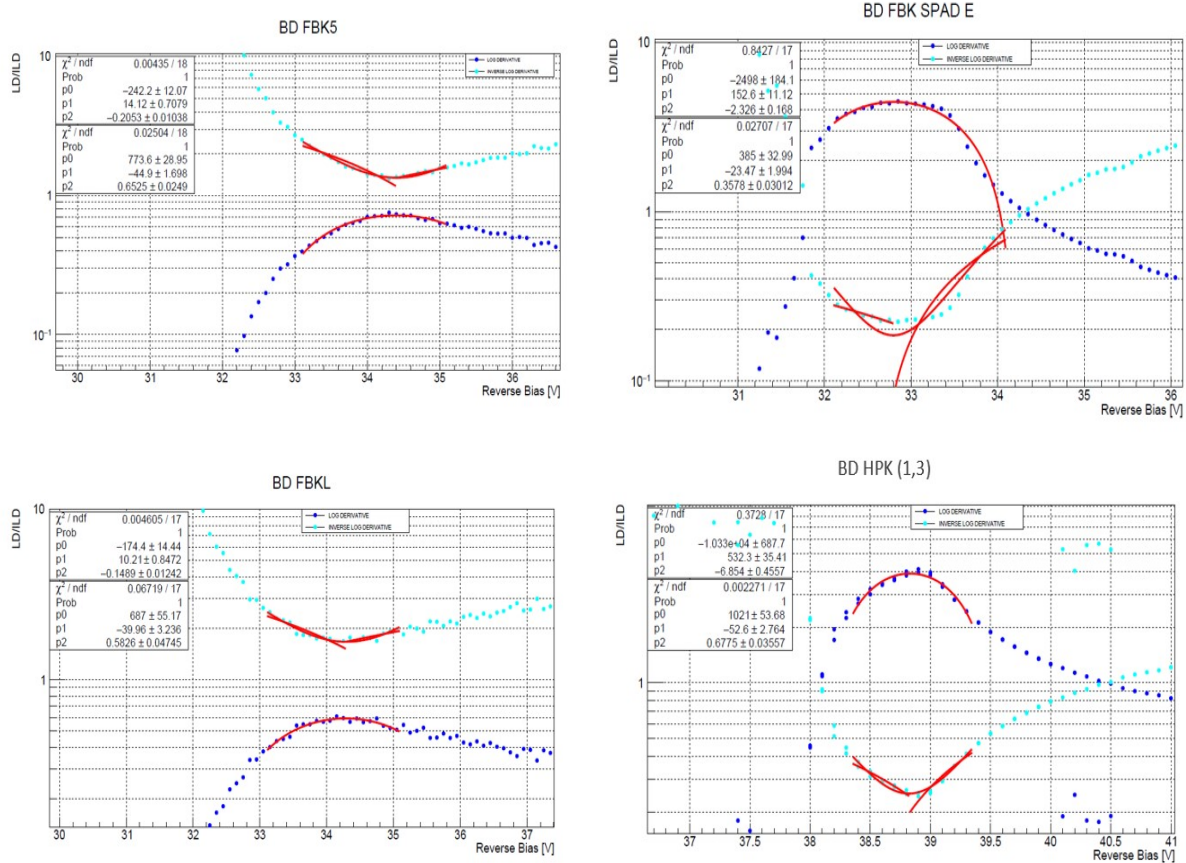 BD FBK5
LD/ILD
10
1
10⁻¹
χ² / ndf 0.00435 / 18
Prob 1
p0 −242.2 ± 12.07
p1 14.12 ± 0.7079
p2 −0.2053 ± 0.01038
χ² / ndf 0.02504 / 18
Prob 1
p0 773.6 ± 28.95
p1 −44.9 ± 1.698
p2 0.6525 ± 0.0249
LOG DERIVATIVE
INVERSE LOG DERIVATIVE
30 31 32 33 34 35 36
Reverse Bias [V]
BD FBK SPAD E
LD/ILD
10
1
10⁻¹
χ² / ndf 0.8427 / 17
Prob 1
p0 −2498 ± 184.1
p1 152.6 ± 11.12
p2 −2.326 ± 0.168
χ² / ndf 0.02707 / 17
Prob 1
p0 385 ± 32.99
p1 −23.47 ± 1.994
p2 0.3578 ± 0.03012
LOG DERIVATIVE
INVERSE LOG DERIVATIVE
31 32 33 34 35 36
Reverse Bias [V]
BD FBKL
LD/ILD
10
1
χ² / ndf 0.004605 / 17
Prob 1
p0 −174.4 ± 14.44
p1 10.21 ± 0.8472
p2 −0.1489 ± 0.01242
χ² / ndf 0.06719 / 17
Prob 1
p0 687 ± 55.17
p1 −39.96 ± 3.236
p2 0.5826 ± 0.04745
LOG DERIVATIVE
INVERSE LOG DERIVATIVE
30 31 32 33 34 35 36 37
Reverse Bias [V]
BD HPK (1,3)
LD/ILD
1
χ² / ndf 0.3728 / 17
Prob 1
p0 −1.033e+04 ± 687.7
p1 532.3 ± 35.41
p2 −6.854 ± 0.4557
χ² / ndf 0.002271 / 17
Prob 1
p0 1021 ± 53.68
p1 −52.6 ± 2.764
p2 0.6775 ± 0.03557
LOG DERIVATIVE
INVERSE LOG DERIVATIVE
37 37.5 38 38.5 39 39.5 40 40.5 41
Reverse Bias [V]